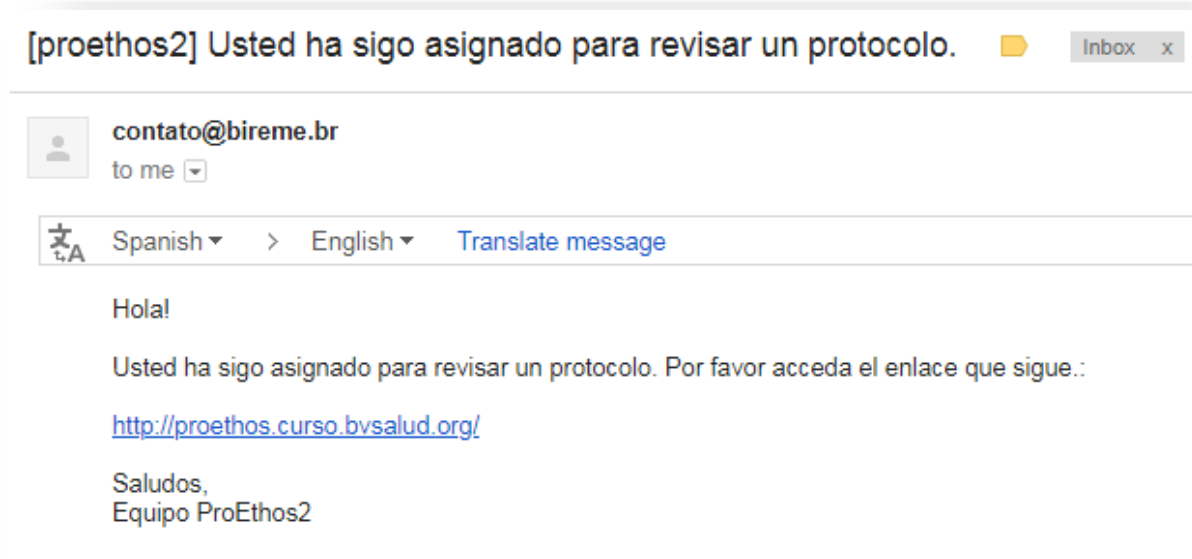 [proethos2] Usted ha sigo asignado para revisar un protocolo. Inbox x
contato@bireme.br
to me
Spanish > English Translate message
Hola!
Usted ha sigo asignado para revisar un protocolo. Por favor acceda el enlace que sigue.:
http://proethos.curso.bvsalud.org/
Saludos,
Equipo ProEthos2